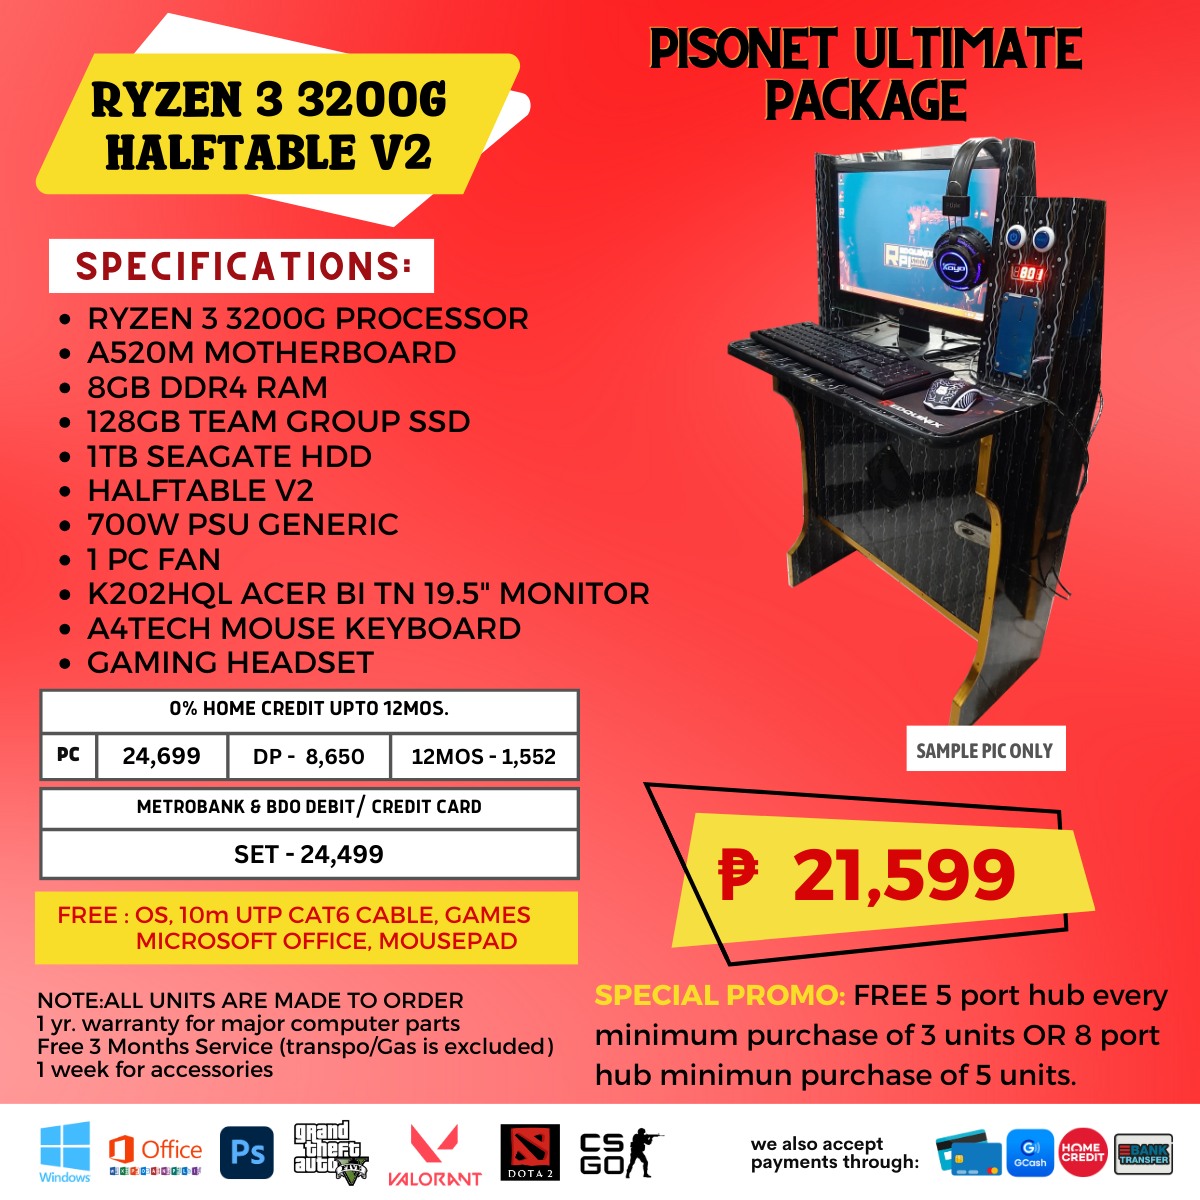 RYZEN 3 3200G
HALFTABLE V2
PISONET ULTIMATE
PACKAGE
SPECIFICATIONS:
• RYZEN 3 3200G PROCESSOR
• A520M MOTHERBOARD
• 8GB DDR4 RAM
• 128GB TEAM GROUP SSD
• 1TB SEAGATE HDD
• HALFTABLE V2
• 700W PSU GENERIC
• 1 PC FAN
• K202HQL ACER BI TN 19.5" MONITOR
• A4TECH MOUSE KEYBOARD
• GAMING HEADSET
REDQUINIX
801
0% HOME CREDIT UPTO 12MOS.
PC 24,699 DP - 8,650 12MOS - 1,552
METROBANK & BDO DEBIT/ CREDIT CARD
SET - 24,499
FREE : OS, 10m UTP CAT6 CABLE, GAMES
MICROSOFT OFFICE, MOUSEPAD
NOTE:ALL UNITS ARE MADE TO ORDER
1 yr. warranty for major computer parts
Free 3 Months Service (transpo/Gas is excluded)
1 week for accessories
SAMPLE PIC ONLY
₱ 21,599
SPECIAL PROMO: FREE 5 port hub every
minimum purchase of 3 units OR 8 port
hub minimun purchase of 5 units.
Windows
Office
Ps
grand
theft
auto
FIVE
VALORANT
DOTA 2
CS
GO
we also accept
payments through:
G))
GCash
HOME
CREDIT
BANK
TRANSFER